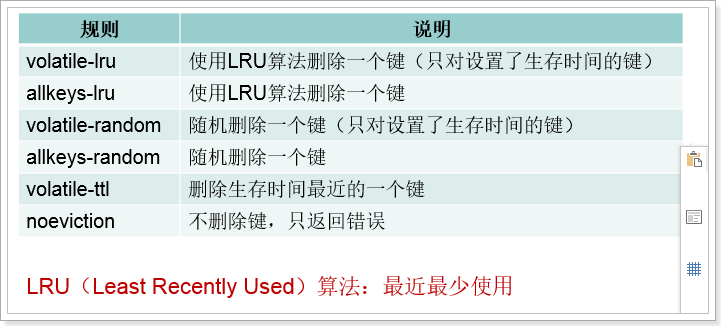 规则 说明
volatile-lru 使用LRU算法删除一个键（只对设置了生存时间的键）
allkeys-lru 使用LRU算法删除一个键
volatile-random 随机删除一个键（只对设置了生存时间的键）
allkeys-random 随机删除一个键
volatile-ttl 删除生存时间最近的一个键
noeviction 不删除键，只返回错误
LRU（Least Recently Used）算法：最近最少使用